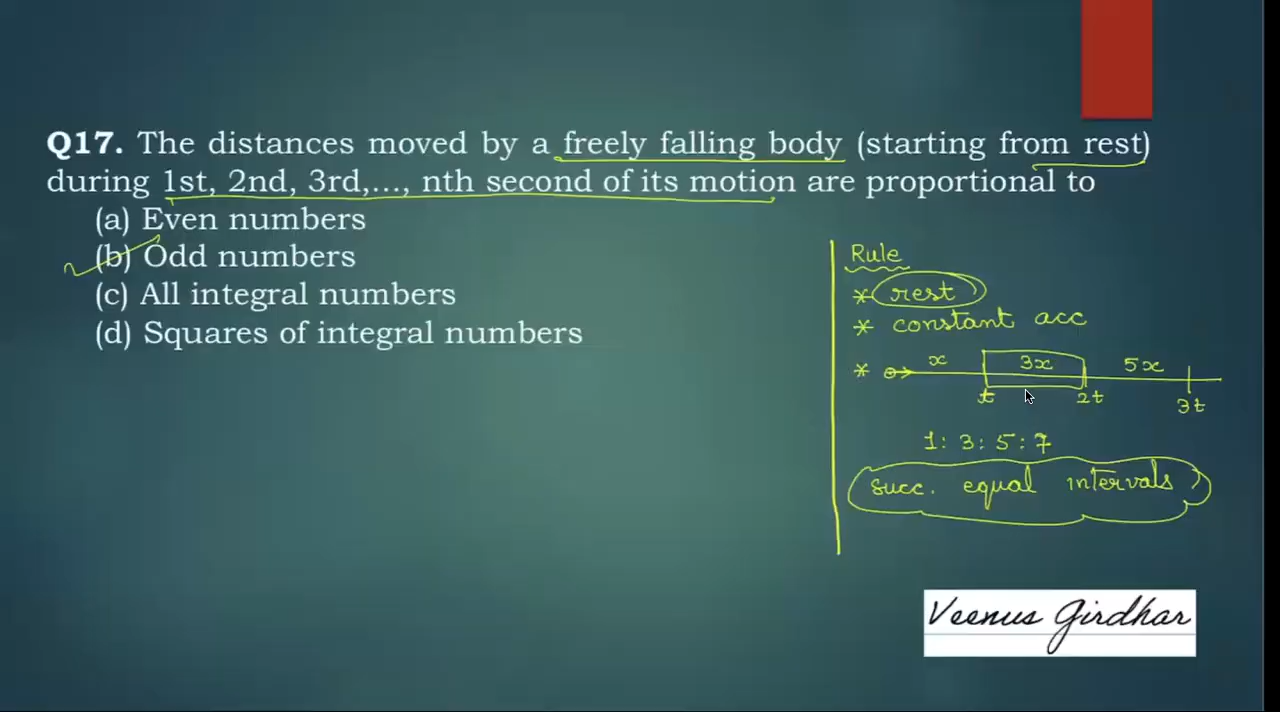 Q17. The distances moved by a freely falling body (starting from rest)
during 1st, 2nd, 3rd,..., nth second of its motion are proportional to
(a) Even numbers
(b) Odd numbers
(c) All integral numbers
(d) Squares of integral numbers
Rule
* rest
* constant acc
* x 3x 5x
t 2t 3t
1 : 3 : 5 : 7
succ. equal intervals
Veenus Girdhar